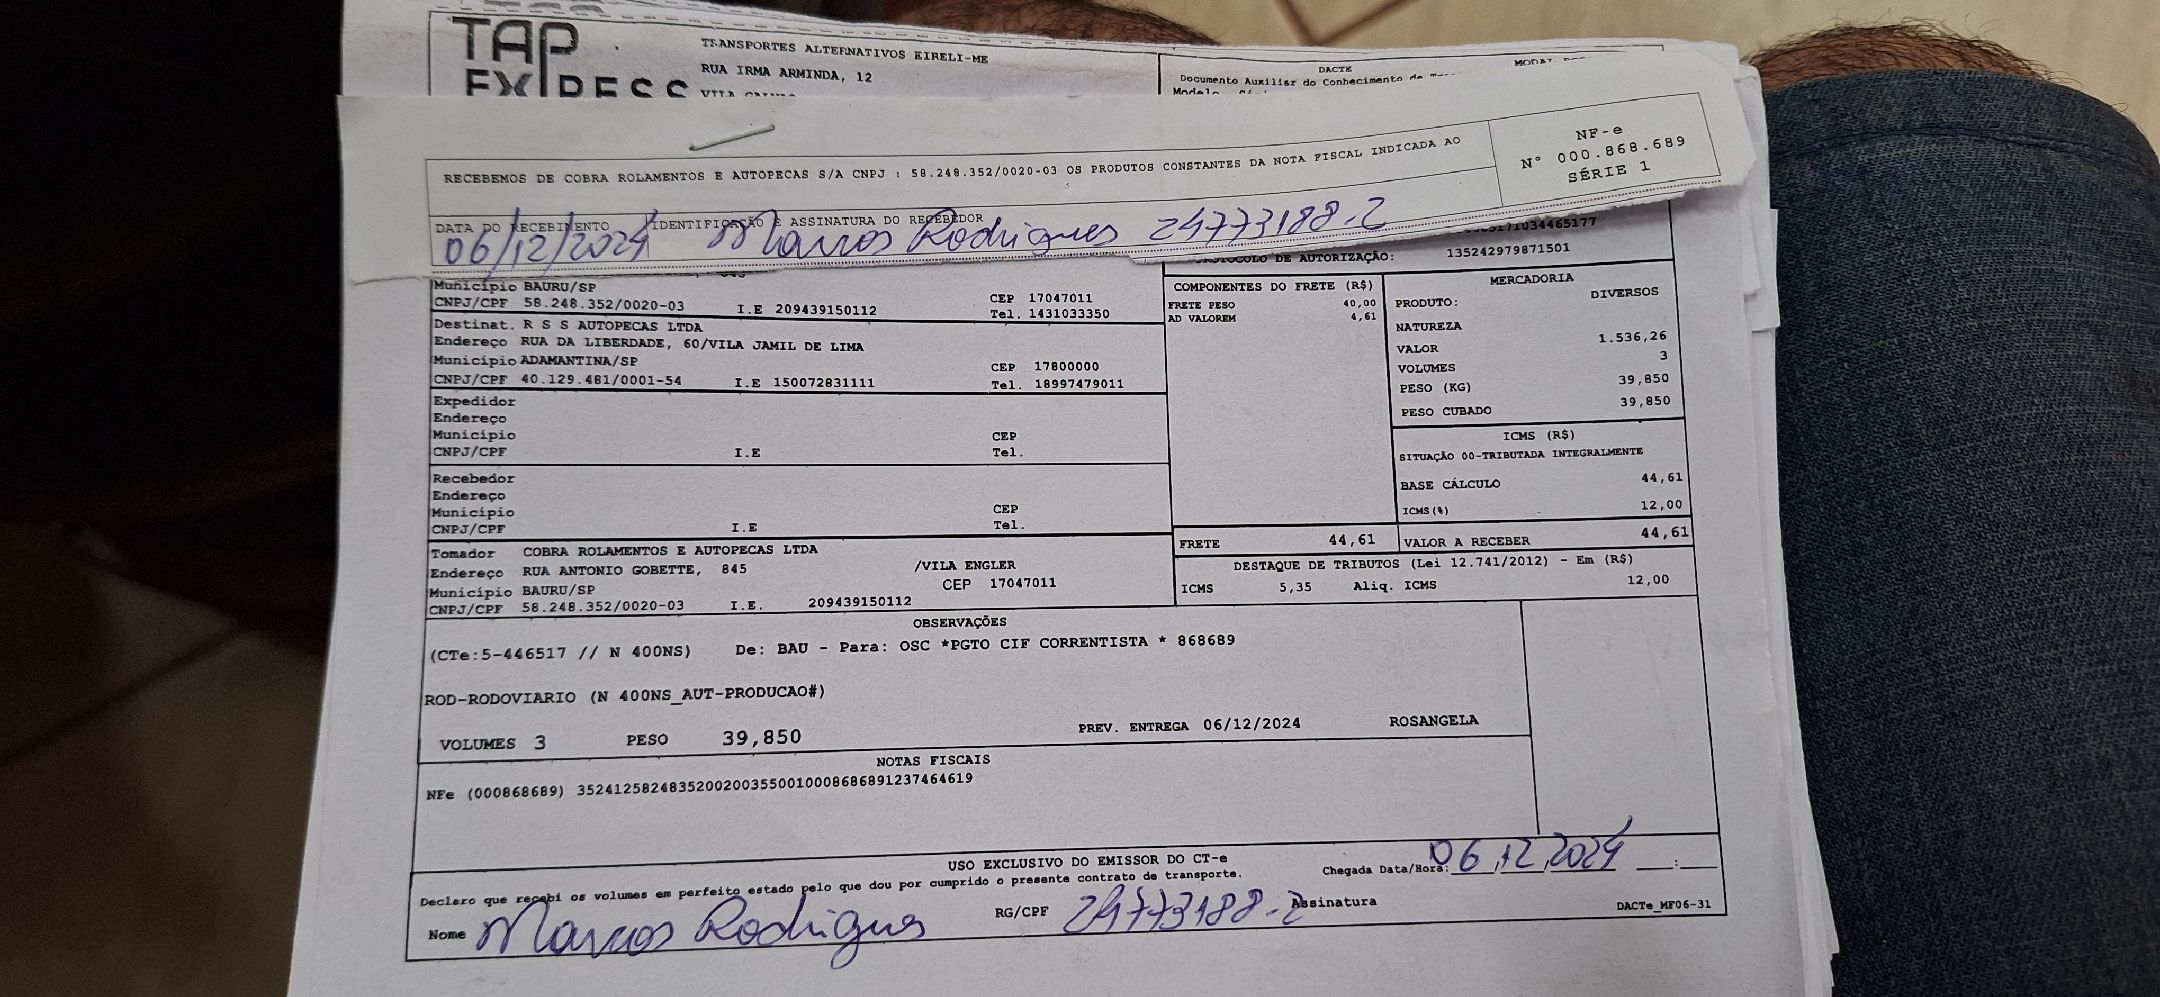 TAP
EXPRESS
TRANSPORTES ALTERNATIVOS EIRELI-ME
RUA IRMA ARMINDA, 12
DACTE
Documento Auxiliar do Conhecimento de
RECEBEMOS DE COBRA ROLAMENTOS E AUTOPECAS S/A CNPJ : 58.248.352/0020-03 OS PRODUTOS CONSTANTES DA NOTA FISCAL INDICADA AO
NF-e
N° 000.868.689
SÉRIE 1
DATA DO RECEBIMENTO IDENTIFICAÇÃO E ASSINATURA DO RECEBEDOR
06/12/2024 Marcos Rodrigues 24773188-2
PROTOCOLO DE AUTORIZAÇÃO: 135242979871501
Município BAURU/SP CEP 17047011
CNPJ/CPF 58.248.352/0020-03 I.E 209439150112 Tel. 1431033350
Destinat. R S S AUTOPECAS LTDA
Endereço RUA DA LIBERDADE, 60/VILA JAMIL DE LIMA
Município ADAMANTINA/SP CEP 17800000
CNPJ/CPF 40.129.481/0001-54 I.E 150072831111 Tel. 18997479011
Expedidor
Endereço
Município CEP
CNPJ/CPF I.E Tel.
Recebedor
Endereço
Município CEP
CNPJ/CPF I.E Tel.
Tomador COBRA ROLAMENTOS E AUTOPECAS LTDA
Endereço RUA ANTONIO GOBETTE, 845 /VILA ENGLER
Município BAURU/SP CEP 17047011
CNPJ/CPF 58.248.352/0020-03 I.E. 209439150112
COMPONENTES DO FRETE (R$)
FRETE PESO 40,00
AD VALOREM 4,61
MERCADORIA
PRODUTO: DIVERSOS
NATUREZA
VALOR 1.536,26
VOLUMES 3
PESO (KG) 39,850
PESO CUBADO 39,850
ICMS (R$)
SITUAÇÃO 00-TRIBUTADA INTEGRALMENTE
BASE CÁLCULO 44,61
ICMS(%) 12,00
FRETE 44,61 VALOR A RECEBER 44,61
DESTAQUE DE TRIBUTOS (Lei 12.741/2012) - Em (R$)
ICMS 5,35 Aliq. ICMS 12,00
OBSERVAÇÕES
(CTe:5-446517 // N 400NS) De: BAU - Para: OSC *PGTO CIF CORRENTISTA * 868689
ROD-RODOVIARIO (N 400NS_AUT-PRODUCAO#)
VOLUMES 3 PESO 39,850 PREV. ENTREGA 06/12/2024 ROSANGELA
NOTAS FISCAIS
NFe (000868689) 35241258248352002003550010008686891237464619
USO EXCLUSIVO DO EMISSOR DO CT-e
Declaro que recebi os volumes em perfeito estado pelo que dou por cumprido o presente contrato de transporte.
Chegada Data/Hora: 06,12,2024 :
Nome Marcos Rodrigues RG/CPF 24773188-2 Assinatura
DACTe_MF06-31